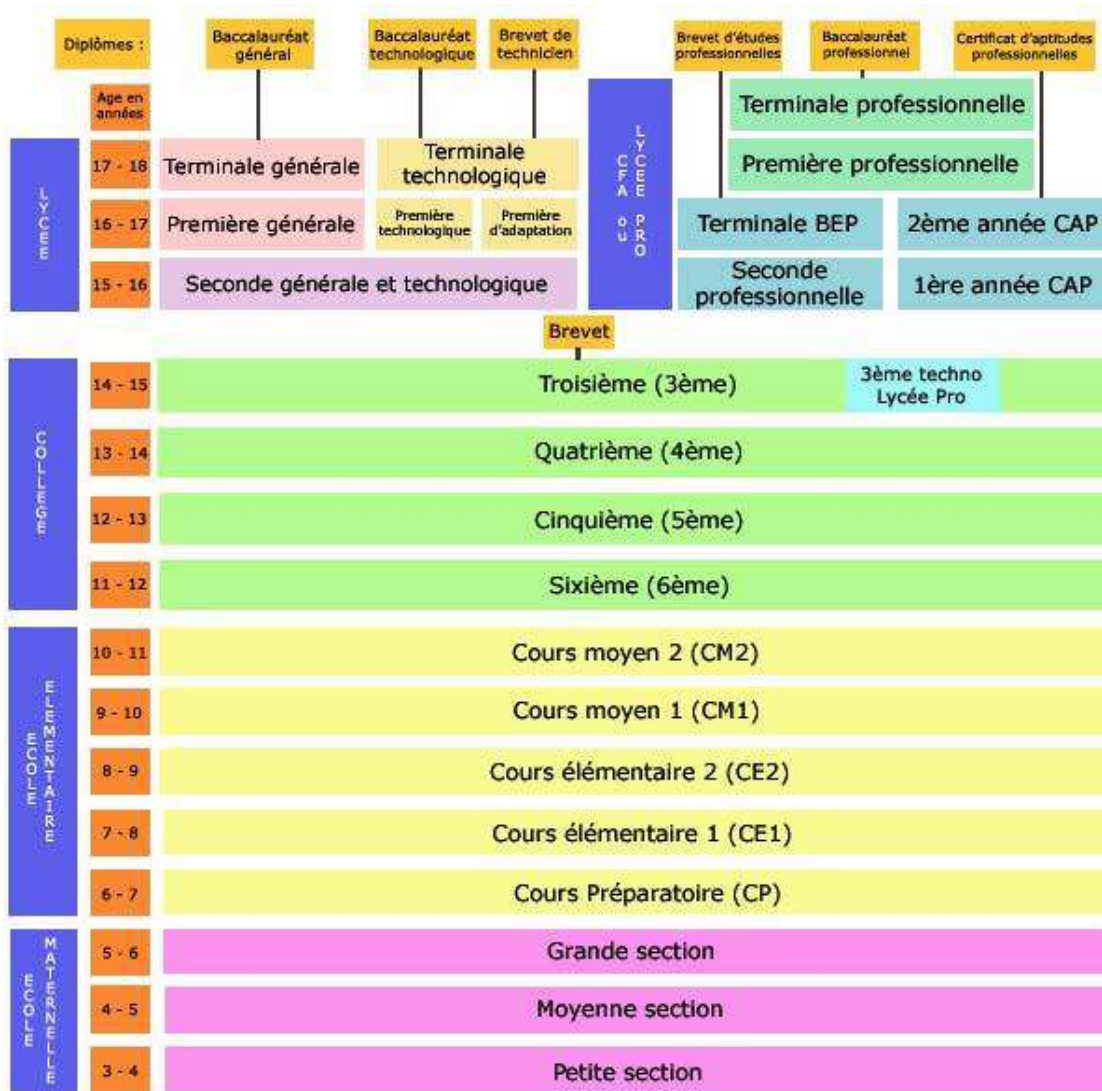 Diplômes :
Baccalauréat
général
Baccalauréat
technologique
Brevet de
technicien
Brevet d'études
professionnelles
Baccalauréat
professionnel
Certificat d'aptitudes
professionnelles
Age en
années
LYCEE PRO
CFA ou
Terminale professionnelle
LYCEE
17 - 18
Terminale générale
Terminale
technologique
Première professionnelle
16 - 17
Première générale
Première
technologique
Première
d'adaptation
Terminale BEP
2ème année CAP
15 - 16
Seconde générale et technologique
Seconde
professionnelle
1ère année CAP
Brevet
COLLEGE
14 - 15
Troisième (3ème)
3ème techno
Lycée Pro
13 - 14
Quatrième (4ème)
12 - 13
Cinquième (5ème)
11 - 12
Sixième (6ème)
ECOLE
ELEMENTAIRE
10 - 11
Cours moyen 2 (CM2)
9 - 10
Cours moyen 1 (CM1)
8 - 9
Cours élémentaire 2 (CE2)
7 - 8
Cours élémentaire 1 (CE1)
6 - 7
Cours Préparatoire (CP)
ECOLE
MATERNELLE
5 - 6
Grande section
4 - 5
Moyenne section
3 - 4
Petite section